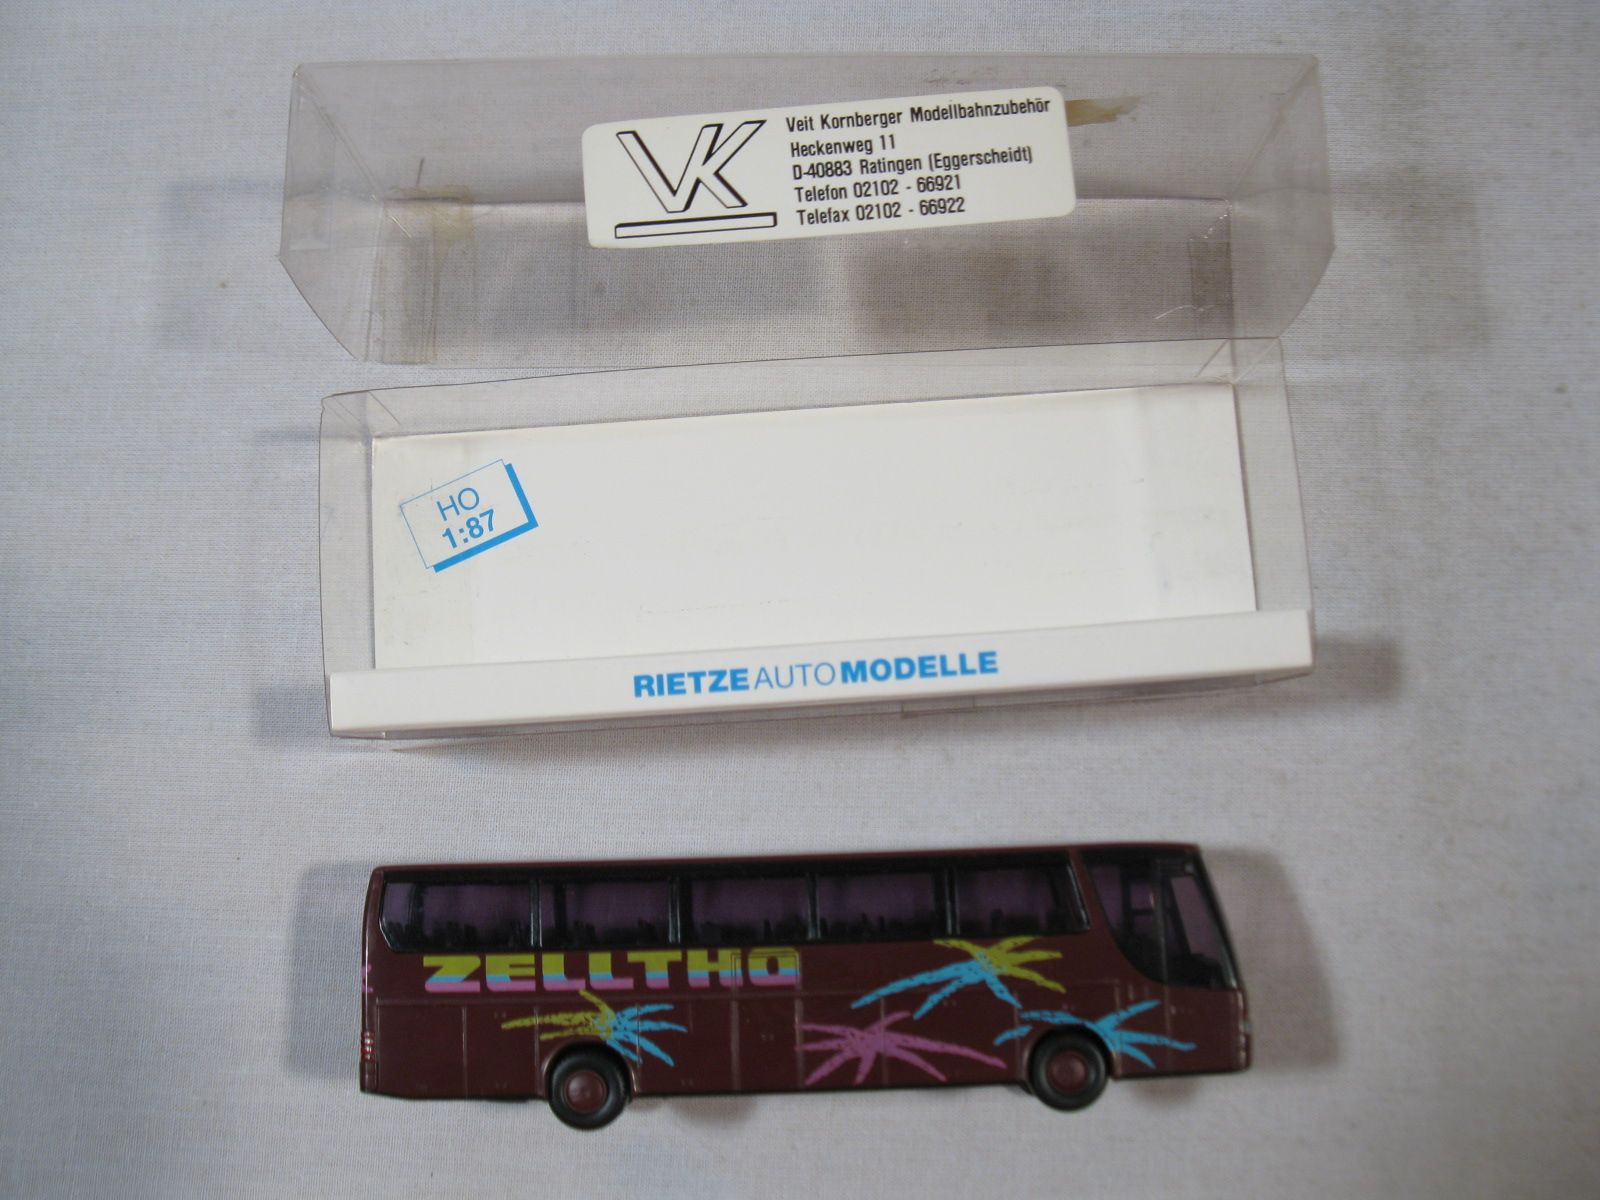 VK
Veit Kornberger Modellbahnzubehör
Heckenweg 11
D-40883 Ratingen (Eggerscheidt)
Telefon 02102 - 66921
Telefax 02102 - 66922
HO
1:87
RIETZE AUTO MODELLE
ZELLTHO